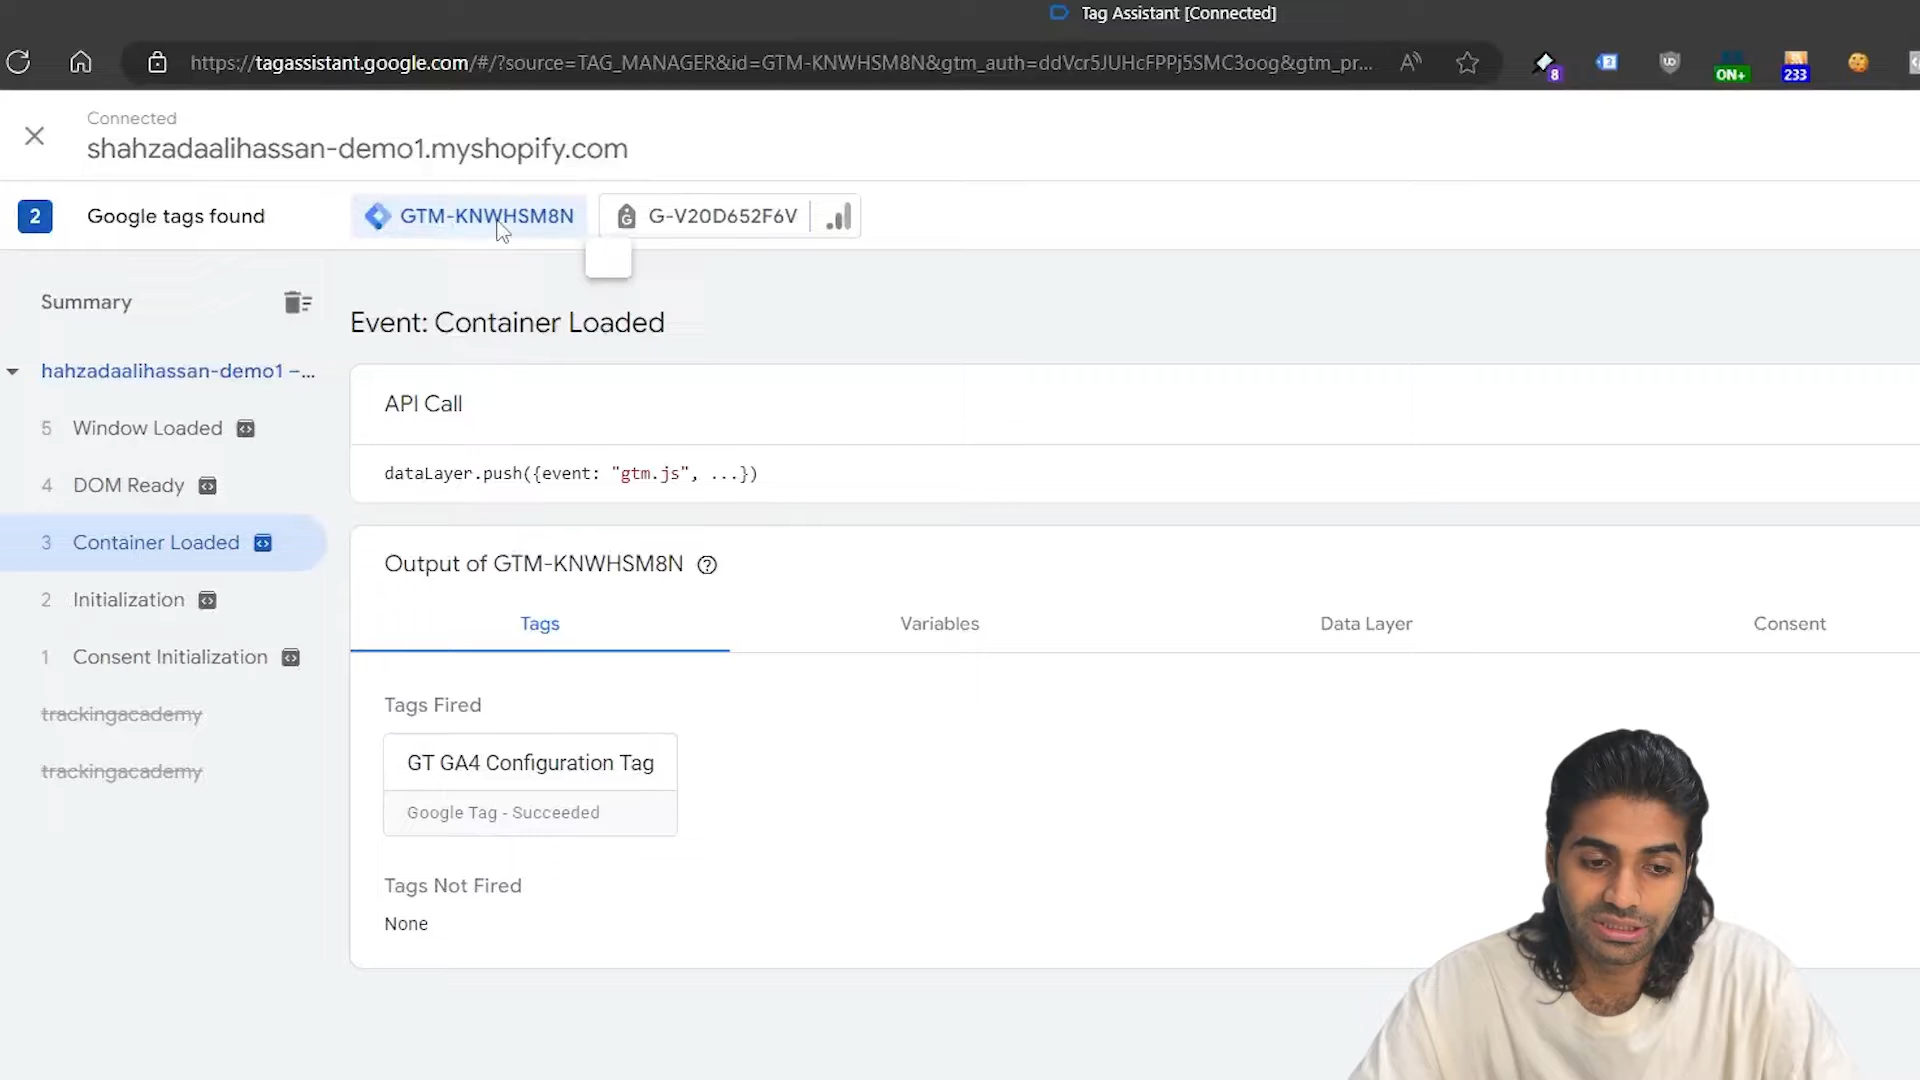 Tag Assistant [Connected]
https://tagassistant.google.com/#/?source=TAG_MANAGER&id=GTM-KNWHSM8N&gtm_auth=ddVcr5JUHcFPPj5SMC3oog&gtm_pr...
8
ON+
233
Connected
shahzadaalihassan-demo1.myshopify.com
2 Google tags found GTM-KNWHSM8N G-V20D652F6V
Summary
hahzadaalihassan-demo1 –...
5 Window Loaded
4 DOM Ready
3 Container Loaded
2 Initialization
1 Consent Initialization
trackingacademy
trackingacademy
Event: Container Loaded
API Call
dataLayer.push({event: "gtm.js", ...})
Output of GTM-KNWHSM8N
Tags Variables Data Layer Consent
Tags Fired
GT GA4 Configuration Tag
Google Tag - Succeeded
Tags Not Fired
None